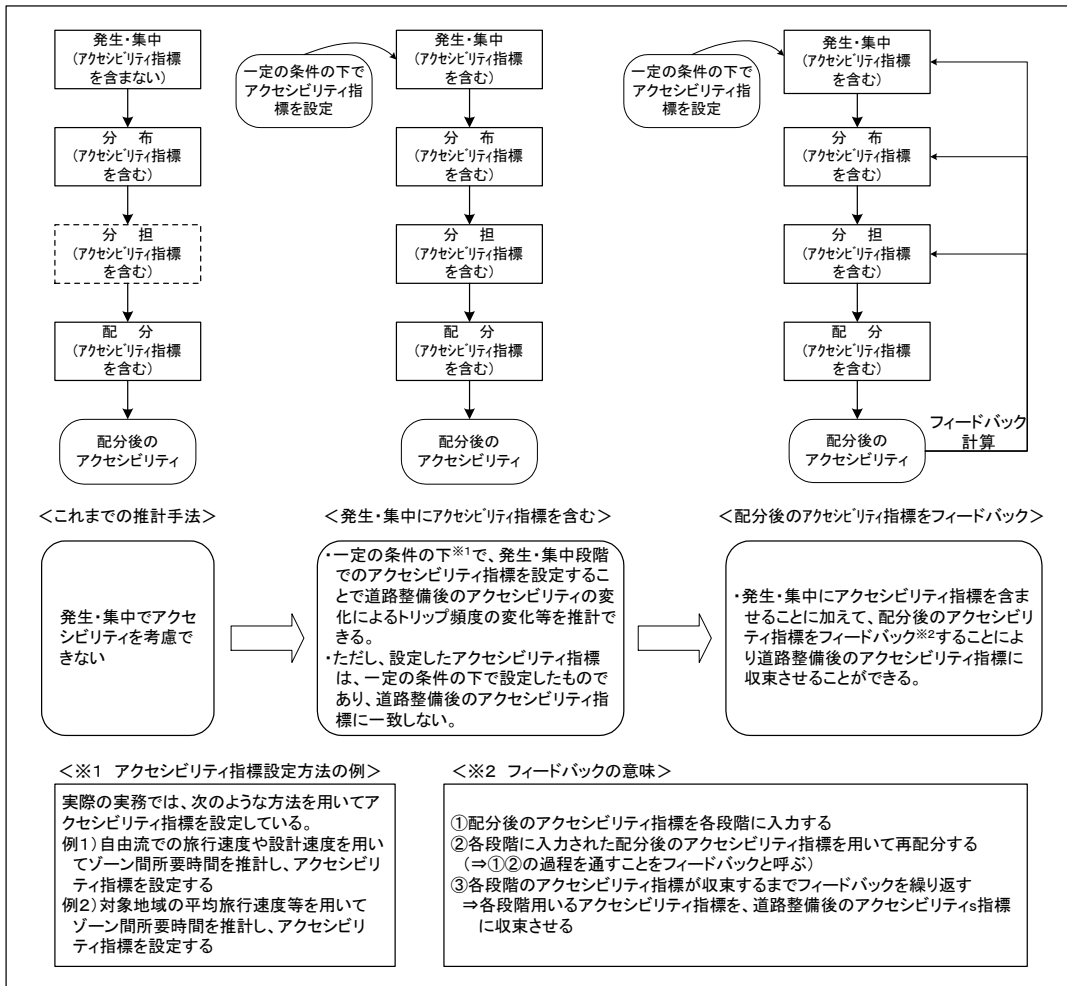 発生・集中
(アクセシビリティ指標
を含まない)
分 布
(アクセシビリティ指標
を含む)
分 担
(アクセシビリティ指標
を含む)
配 分
(アクセシビリティ指標
を含む)
配分後の
アクセシビリティ
一定の条件の下で
アクセシビリティ指
標を設定
発生・集中
(アクセシビリティ指標
を含む)
分 布
(アクセシビリティ指標
を含む)
分 担
(アクセシビリティ指標
を含む)
配 分
(アクセシビリティ指標
を含む)
配分後の
アクセシビリティ
一定の条件の下で
アクセシビリティ指
標を設定
発生・集中
(アクセシビリティ指標
を含む)
分 布
(アクセシビリティ指標
を含む)
分 担
(アクセシビリティ指標
を含む)
配 分
(アクセシビリティ指標
を含む)
配分後の
アクセシビリティ
フィードバック
計算
<これまでの推計手法>
発生・集中でアクセ
シビリティを考慮で
きない
<発生・集中にアクセシビリティ指標を含む>
・一定の条件の下※1で、発生・集中段階
でのアクセシビリティ指標を設定するこ
とで道路整備後のアクセシビリティの変
化によるトリップ頻度の変化等を推計で
きる。
・ただし、設定したアクセシビリティ指標
は、一定の条件の下で設定したもので
あり、道路整備後のアクセシビリティ指
標に一致しない。
<配分後のアクセシビリティ指標をフィードバック>
・発生・集中にアクセシビリティ指標を含ま
せることに加えて、配分後のアクセシビリ
ティ指標をフィードバック※2することによ
り道路整備後のアクセシビリティ指標に
収束させることができる。
<※1 アクセシビリティ指標設定方法の例>
実際の実務では、次のような方法を用いてア
クセシビリティ指標を設定している。
例1)自由流での旅行速度や設計速度を用い
てゾーン間所要時間を推計し、アクセシビリ
ティ指標を設定する
例2)対象地域の平均旅行速度等を用いて
ゾーン間所要時間を推計し、アクセシビリ
ティ指標を設定する
<※2 フィードバックの意味>
①配分後のアクセシビリティ指標を各段階に入力する
②各段階に入力された配分後のアクセシビリティ指標を用いて再配分する
(⇒①②の過程を通すことをフィードバックと呼ぶ)
③各段階のアクセシビリティ指標が収束するまでフィードバックを繰り返す
⇒各段階用いるアクセシビリティ指標を、道路整備後のアクセシビリティs指標
に収束させる